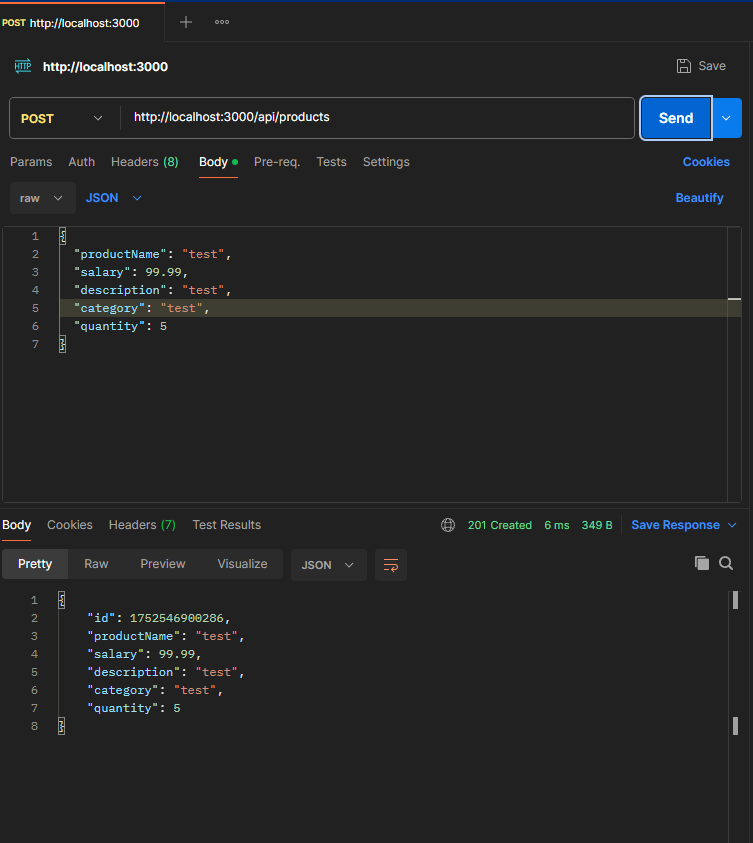 POST http://localhost:3000
HTTP http://localhost:3000 Save
POST http://localhost:3000/api/products Send
Params Auth Headers (8) Body Pre-req. Tests Settings Cookies
raw JSON Beautify
1 {
2 "productName": "test",
3 "salary": 99.99,
4 "description": "test",
5 "category": "test",
6 "quantity": 5
7 }
Body Cookies Headers (7) Test Results 201 Created 6 ms 349 B Save Response
Pretty Raw Preview Visualize JSON
1 {
2 "id": 1752546900286,
3 "productName": "test",
4 "salary": 99.99,
5 "description": "test",
6 "category": "test",
7 "quantity": 5
8 }